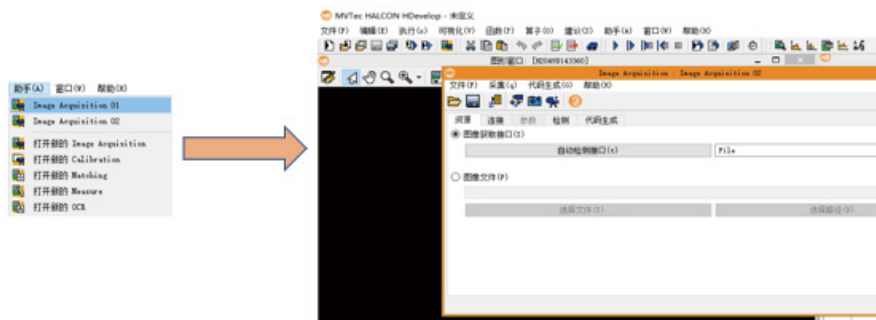 助手(A) 窗口(W) 帮助(H)
Image Acquisition 01
Image Acquisition 02
打开新的 Image Acquisition
打开新的 Calibration
打开新的 Matching
打开新的 Measure
打开新的 OCR
MVTec HALCON HDevelop - 未定义
文件(F) 编辑(E) 执行(x) 可视化(V) 函数(P) 算子(O) 建议(S) 助手(A) 窗口(W) 帮助(H)
图形窗口
Image Acquisition : Image Acquisition 02
文件(F) 采集(q) 代码生成(G) 帮助(H)
资源 连接 参数 检测 代码生成
图像获取接口(I)
自动检测接口(s) File
图像文件(F)
选择文件(S) 选择路径(D)...